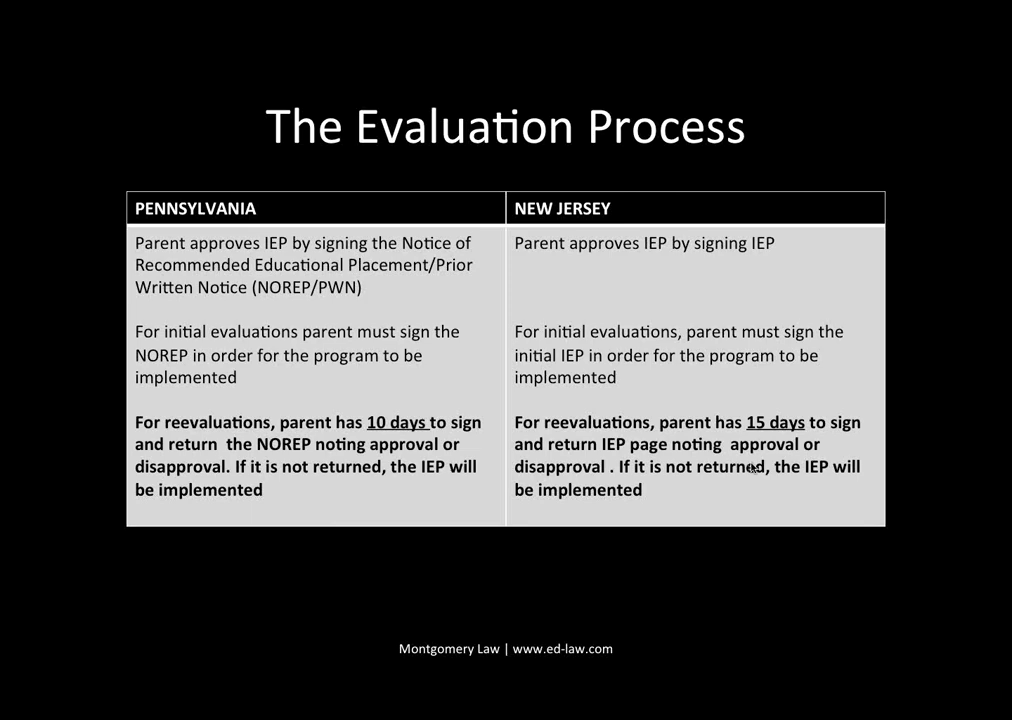 The Evaluation Process
PENNSYLVANIA
NEW JERSEY
Parent approves IEP by signing the Notice of
Recommended Educational Placement/Prior
Written Notice (NOREP/PWN)
For initial evaluations parent must sign the
NOREP in order for the program to be
implemented
For reevaluations, parent has 10 days to sign
and return the NOREP noting approval or
disapproval. If it is not returned, the IEP will
be implemented
Parent approves IEP by signing IEP
For initial evaluations, parent must sign the
initial IEP in order for the program to be
implemented
For reevaluations, parent has 15 days to sign
and return IEP page noting approval or
disapproval . If it is not returned, the IEP will
be implemented
Montgomery Law | www.ed-law.com